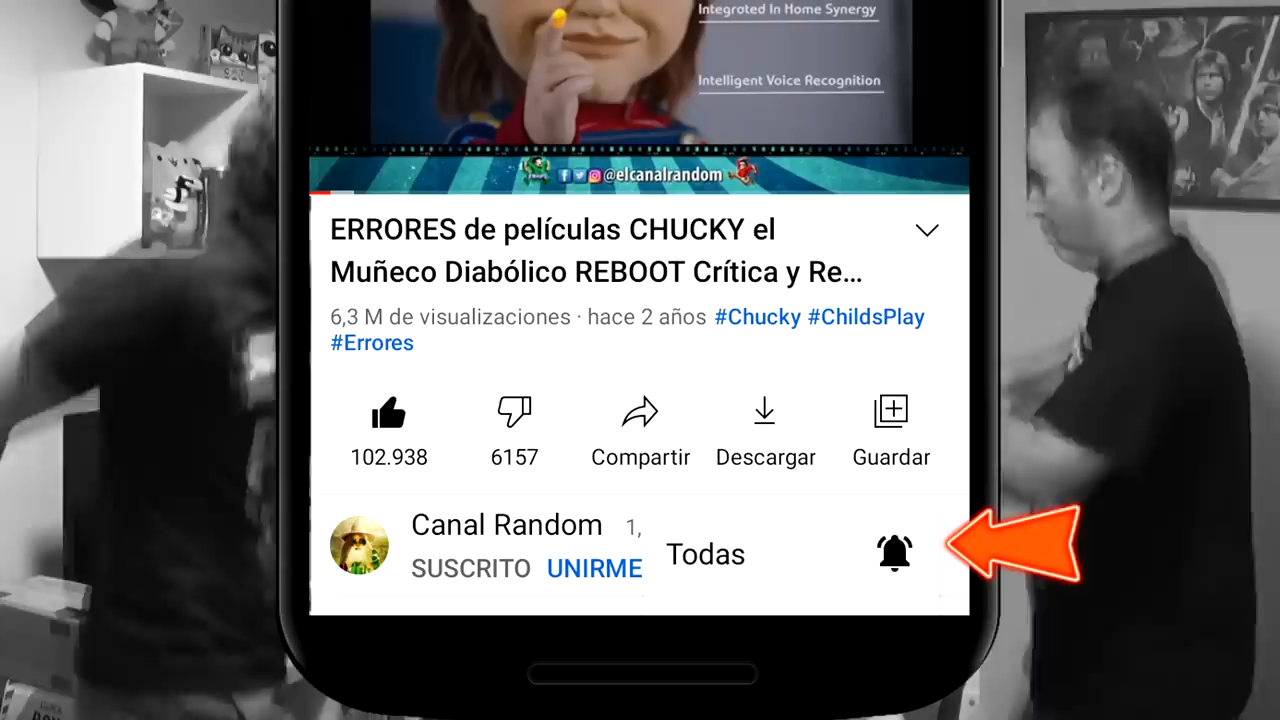 Integrated In Home Synergy
Intelligent Voice Recognition
@elcanalrandom
ERRORES de películas CHUCKY el
Muñeco Diabólico REBOOT Crítica y Re...
6,3 M de visualizaciones · hace 2 años #Chucky #ChildsPlay
#Errores
102.938
6157
Compartir
Descargar
Guardar
Canal Random 1,
SUSCRITO UNIRME
Todas